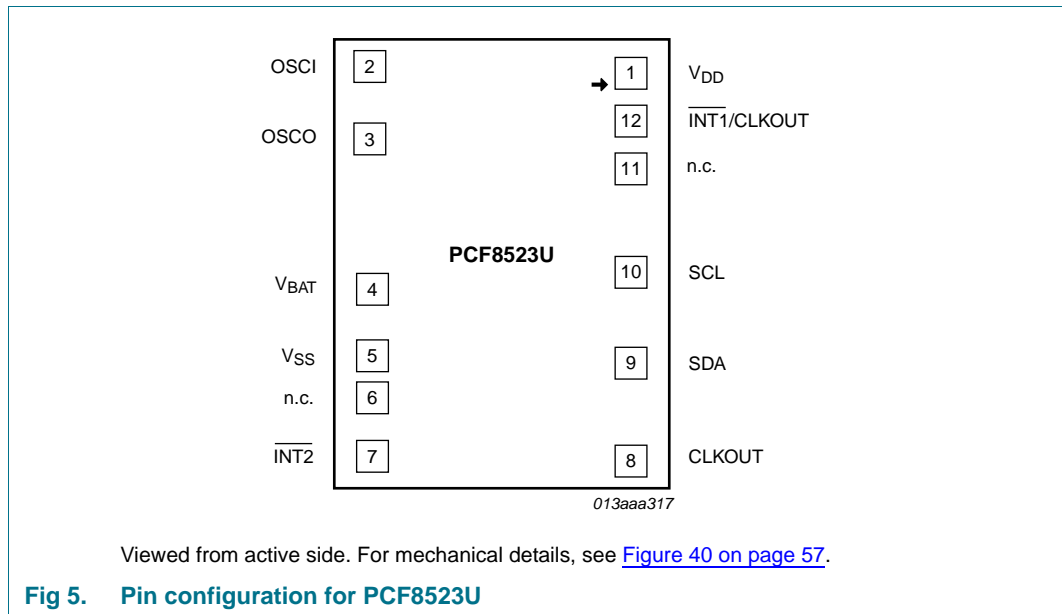 OSCI 2 1 VDD
12 INT1/CLKOUT
OSCO 3
11 n.c.
PCF8523U
10 SCL
VBAT 4
VSS 5 9 SDA
n.c. 6
INT2 7 8 CLKOUT
013aaa317
Viewed from active side. For mechanical details, see Figure 40 on page 57.
Fig 5. Pin configuration for PCF8523U